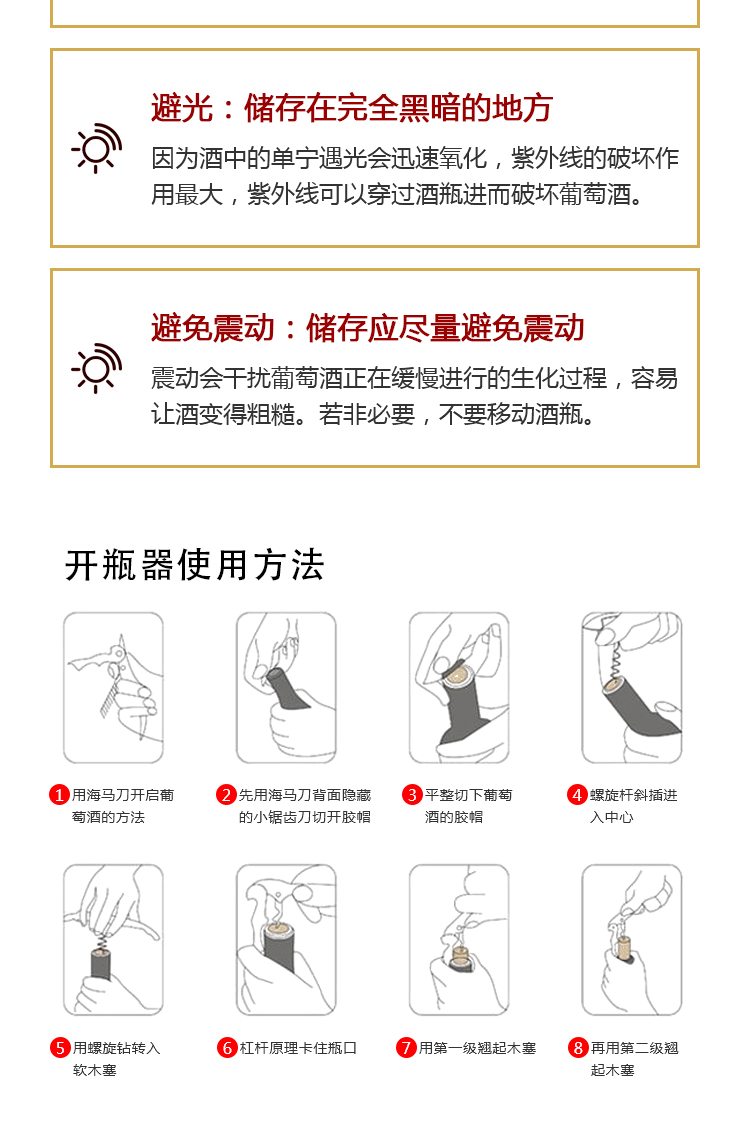 避光：储存在完全黑暗的地方
因为酒中的单宁遇光会迅速氧化，紫外线的破坏作
用最大，紫外线可以穿过酒瓶进而破坏葡萄酒。
避免震动：储存应尽量避免震动
震动会干扰葡萄酒正在缓慢进行的生化过程，容易
让酒变得粗糙。若非必要，不要移动酒瓶。
开瓶器使用方法
1 用海马刀开启葡
萄酒的方法
2 先用海马刀背面隐藏
的小锯齿刀切开胶帽
3 平整切下葡萄
酒的胶帽
4 螺旋杆斜插进
入中心
5 用螺旋钻转入
软木塞
6 杠杆原理卡住瓶口
7 用第一级翘起木塞
8 再用第二级翘
起木塞